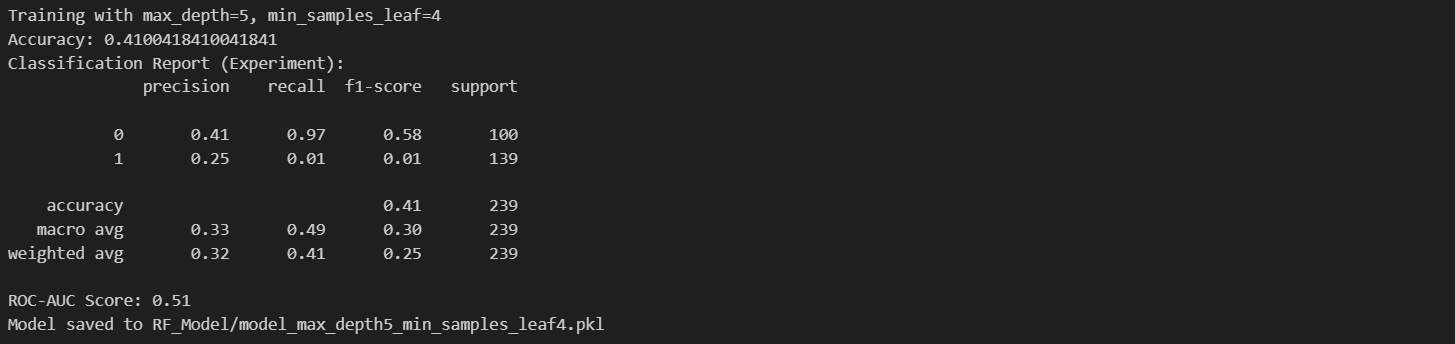 Training with max_depth=5, min_samples_leaf=4
Accuracy: 0.4100418410041841
Classification Report (Experiment):
              precision    recall  f1-score   support

           0       0.41      0.97      0.58       100
           1       0.25      0.01      0.01       139

    accuracy                           0.41       239
   macro avg       0.33      0.49      0.30       239
weighted avg       0.32      0.41      0.25       239

ROC-AUC Score: 0.51
Model saved to RF_Model/model_max_depth5_min_samples_leaf4.pkl